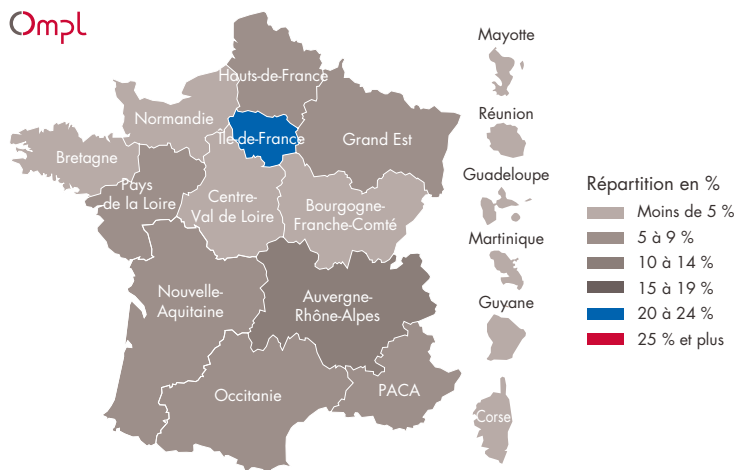 Ompl
Hauts-de-France
Normandie
Île-de-France
Grand Est
Bretagne
Pays
de la Loire
Centre-
Val de Loire
Bourgogne-
Franche-Comté
Nouvelle-
Aquitaine
Auvergne-
Rhône-Alpes
Occitanie
PACA
Mayotte
Réunion
Guadeloupe
Martinique
Guyane
Corse
Répartition en %
Moins de 5 %
5 à 9 %
10 à 14 %
15 à 19 %
20 à 24 %
25 % et plus